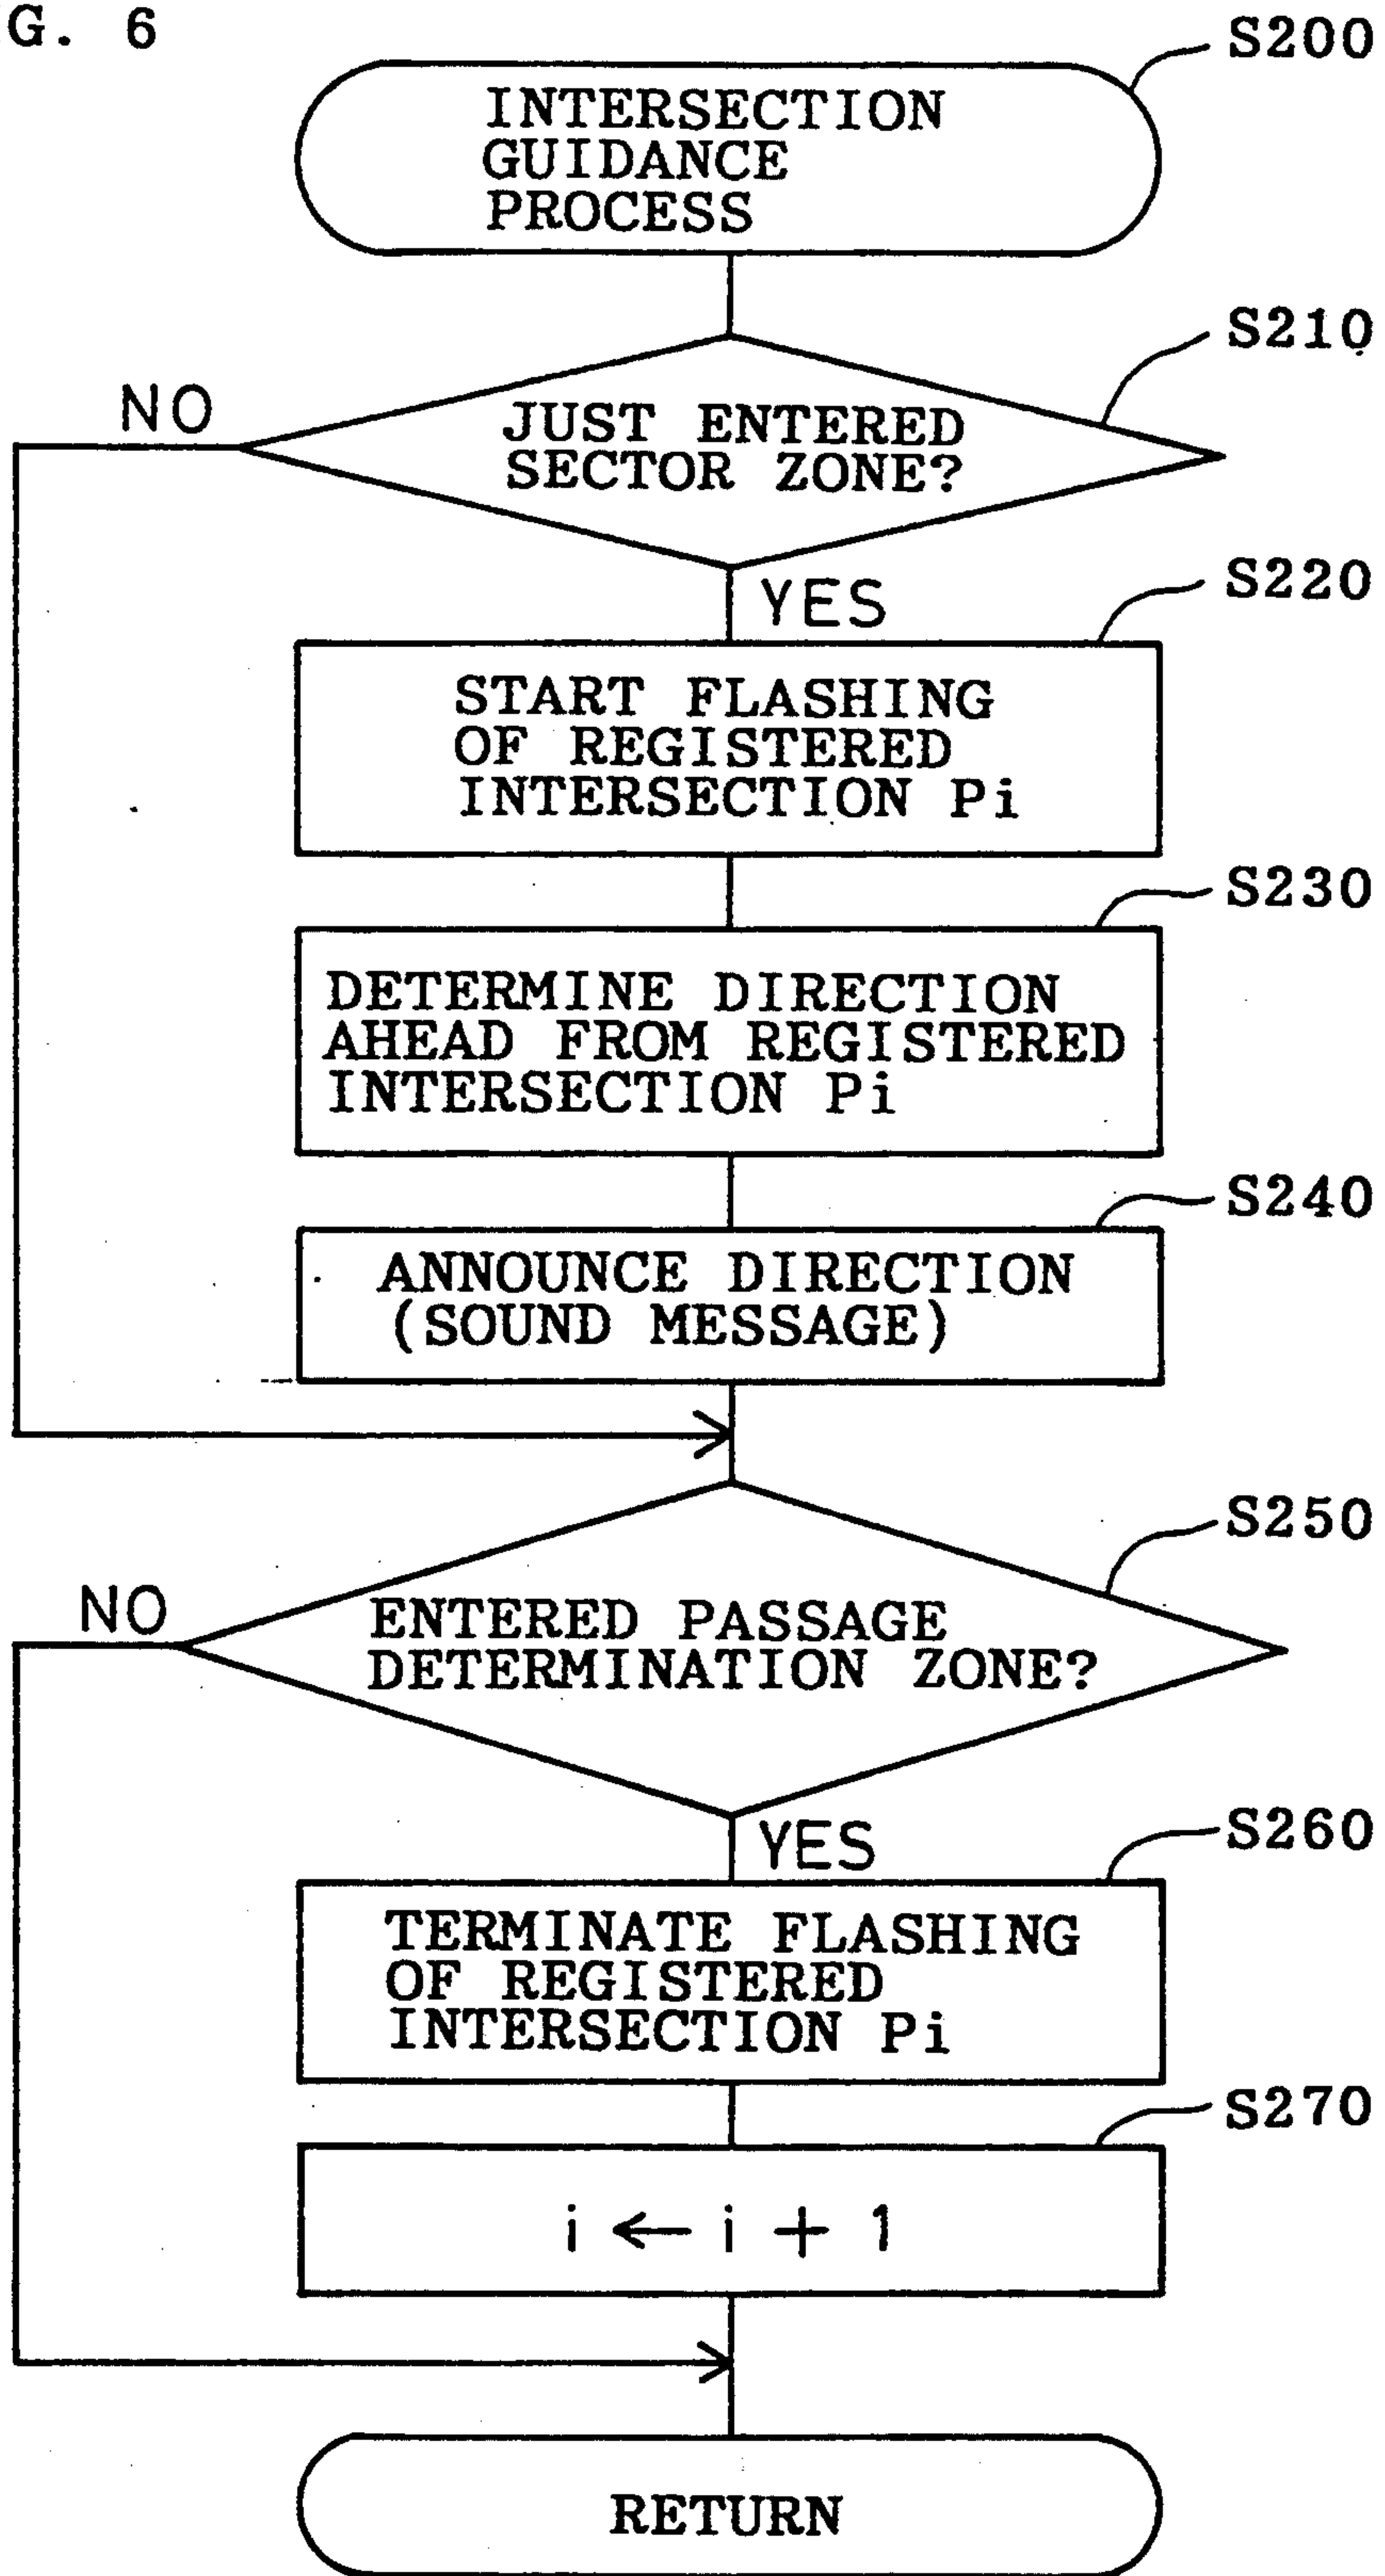 G. 6
S200
INTERSECTION
GUIDANCE
PROCESS
S210
NO
JUST ENTERED
SECTOR ZONE?
YES
S220
START FLASHING
OF REGISTERED
INTERSECTION Pi
S230
DETERMINE DIRECTION
AHEAD FROM REGISTERED
INTERSECTION Pi
S240
ANNOUNCE DIRECTION
(SOUND MESSAGE)
S250
NO
ENTERED PASSAGE
DETERMINATION ZONE?
YES
S260
TERMINATE FLASHING
OF REGISTERED
INTERSECTION Pi
S270
i ← i + 1
RETURN